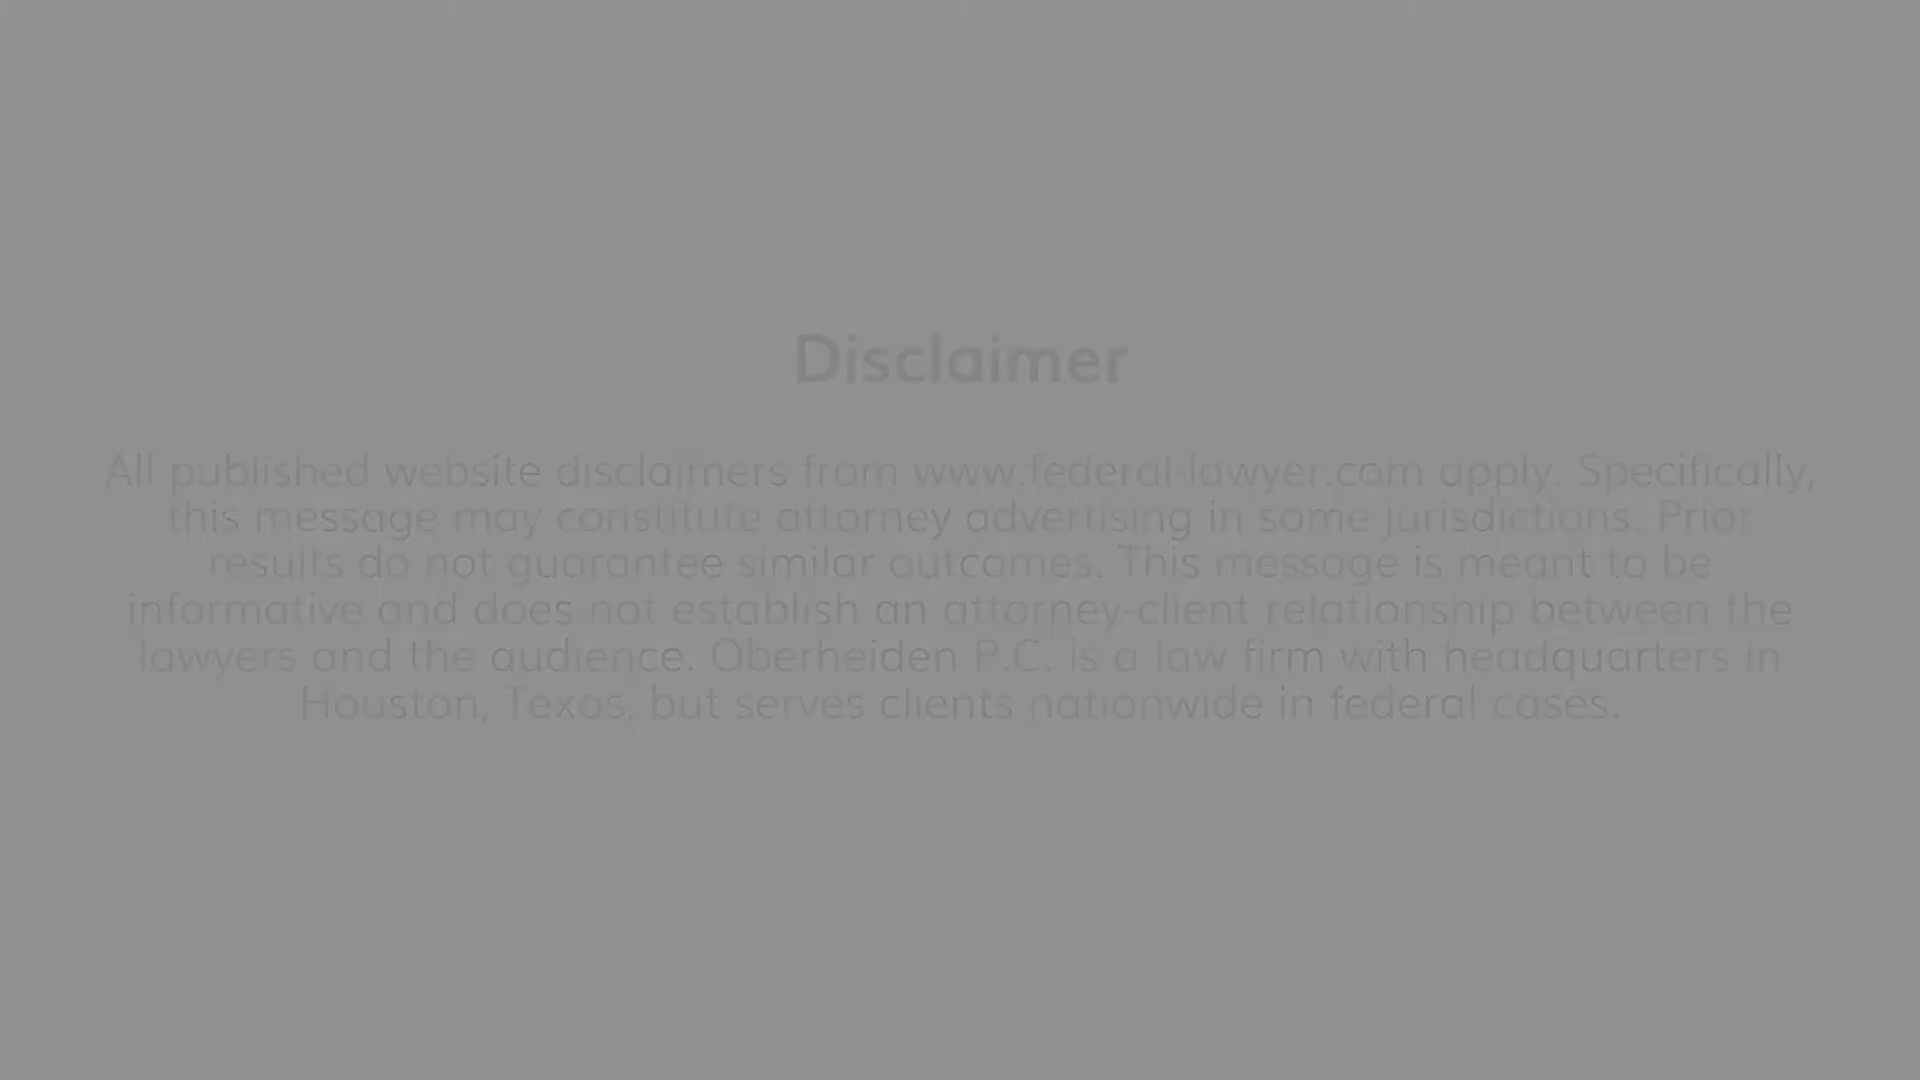 Disclaimer
All published website disclaimers from www.federal-lawyer.com apply. Specifically,
this message may constitute attorney advertising in some jurisdictions. Prior
results do not guarantee similar outcomes. This message is meant to be
informative and does not establish an attorney-client relationship between the
lawyers and the audience. Oberheiden P.C. is a law firm with headquarters in
Houston, Texas, but serves clients nationwide in federal cases.